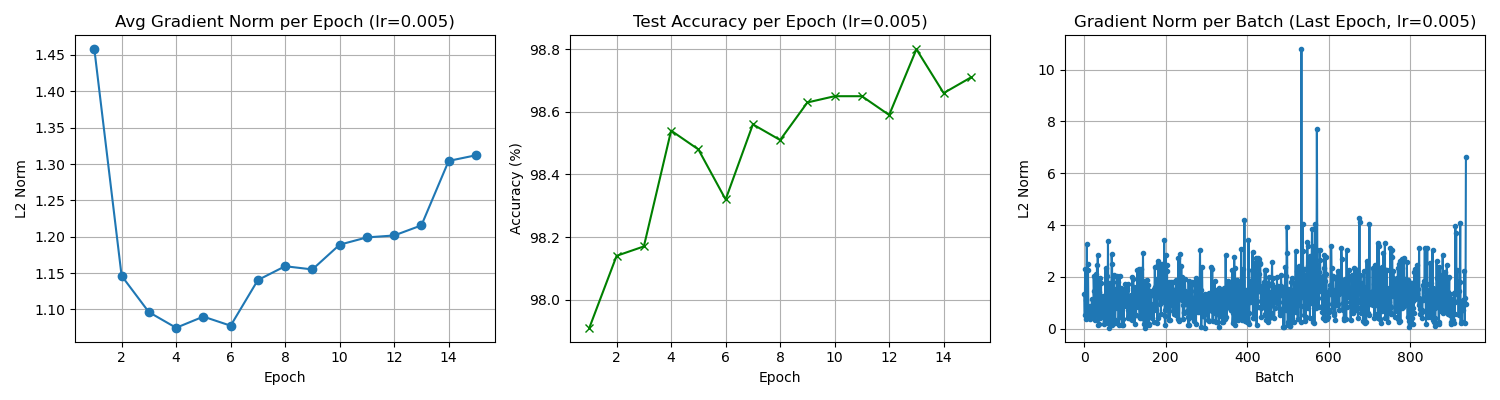 Avg Gradient Norm per Epoch (lr=0.005)
1.45
1.40
1.35
1.30
1.25
1.20
1.15
1.10
L2 Norm
2 4 6 8 10 12 14
Epoch
Test Accuracy per Epoch (lr=0.005)
98.8
98.6
98.4
98.2
98.0
Accuracy (%)
2 4 6 8 10 12 14
Epoch
Gradient Norm per Batch (Last Epoch, lr=0.005)
10
8
6
4
2
0
L2 Norm
0 200 400 600 800
Batch